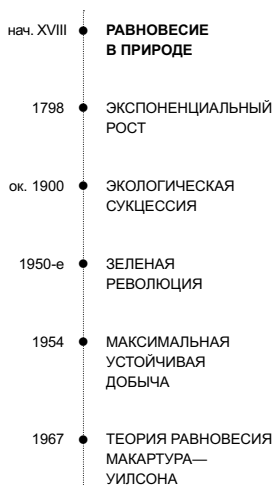 нач. XVIII
РАВНОВЕСИЕ
В ПРИРОДЕ
1798
ЭКСПОНЕНЦИАЛЬНЫЙ
РОСТ
ок. 1900
ЭКОЛОГИЧЕСКАЯ
СУКЦЕССИЯ
1950-е
ЗЕЛЕНАЯ
РЕВОЛЮЦИЯ
1954
МАКСИМАЛЬНАЯ
УСТОЙЧИВАЯ
ДОБЫЧА
1967
ТЕОРИЯ РАВНОВЕСИЯ
МАКАРТУРА—
УИЛСОНА